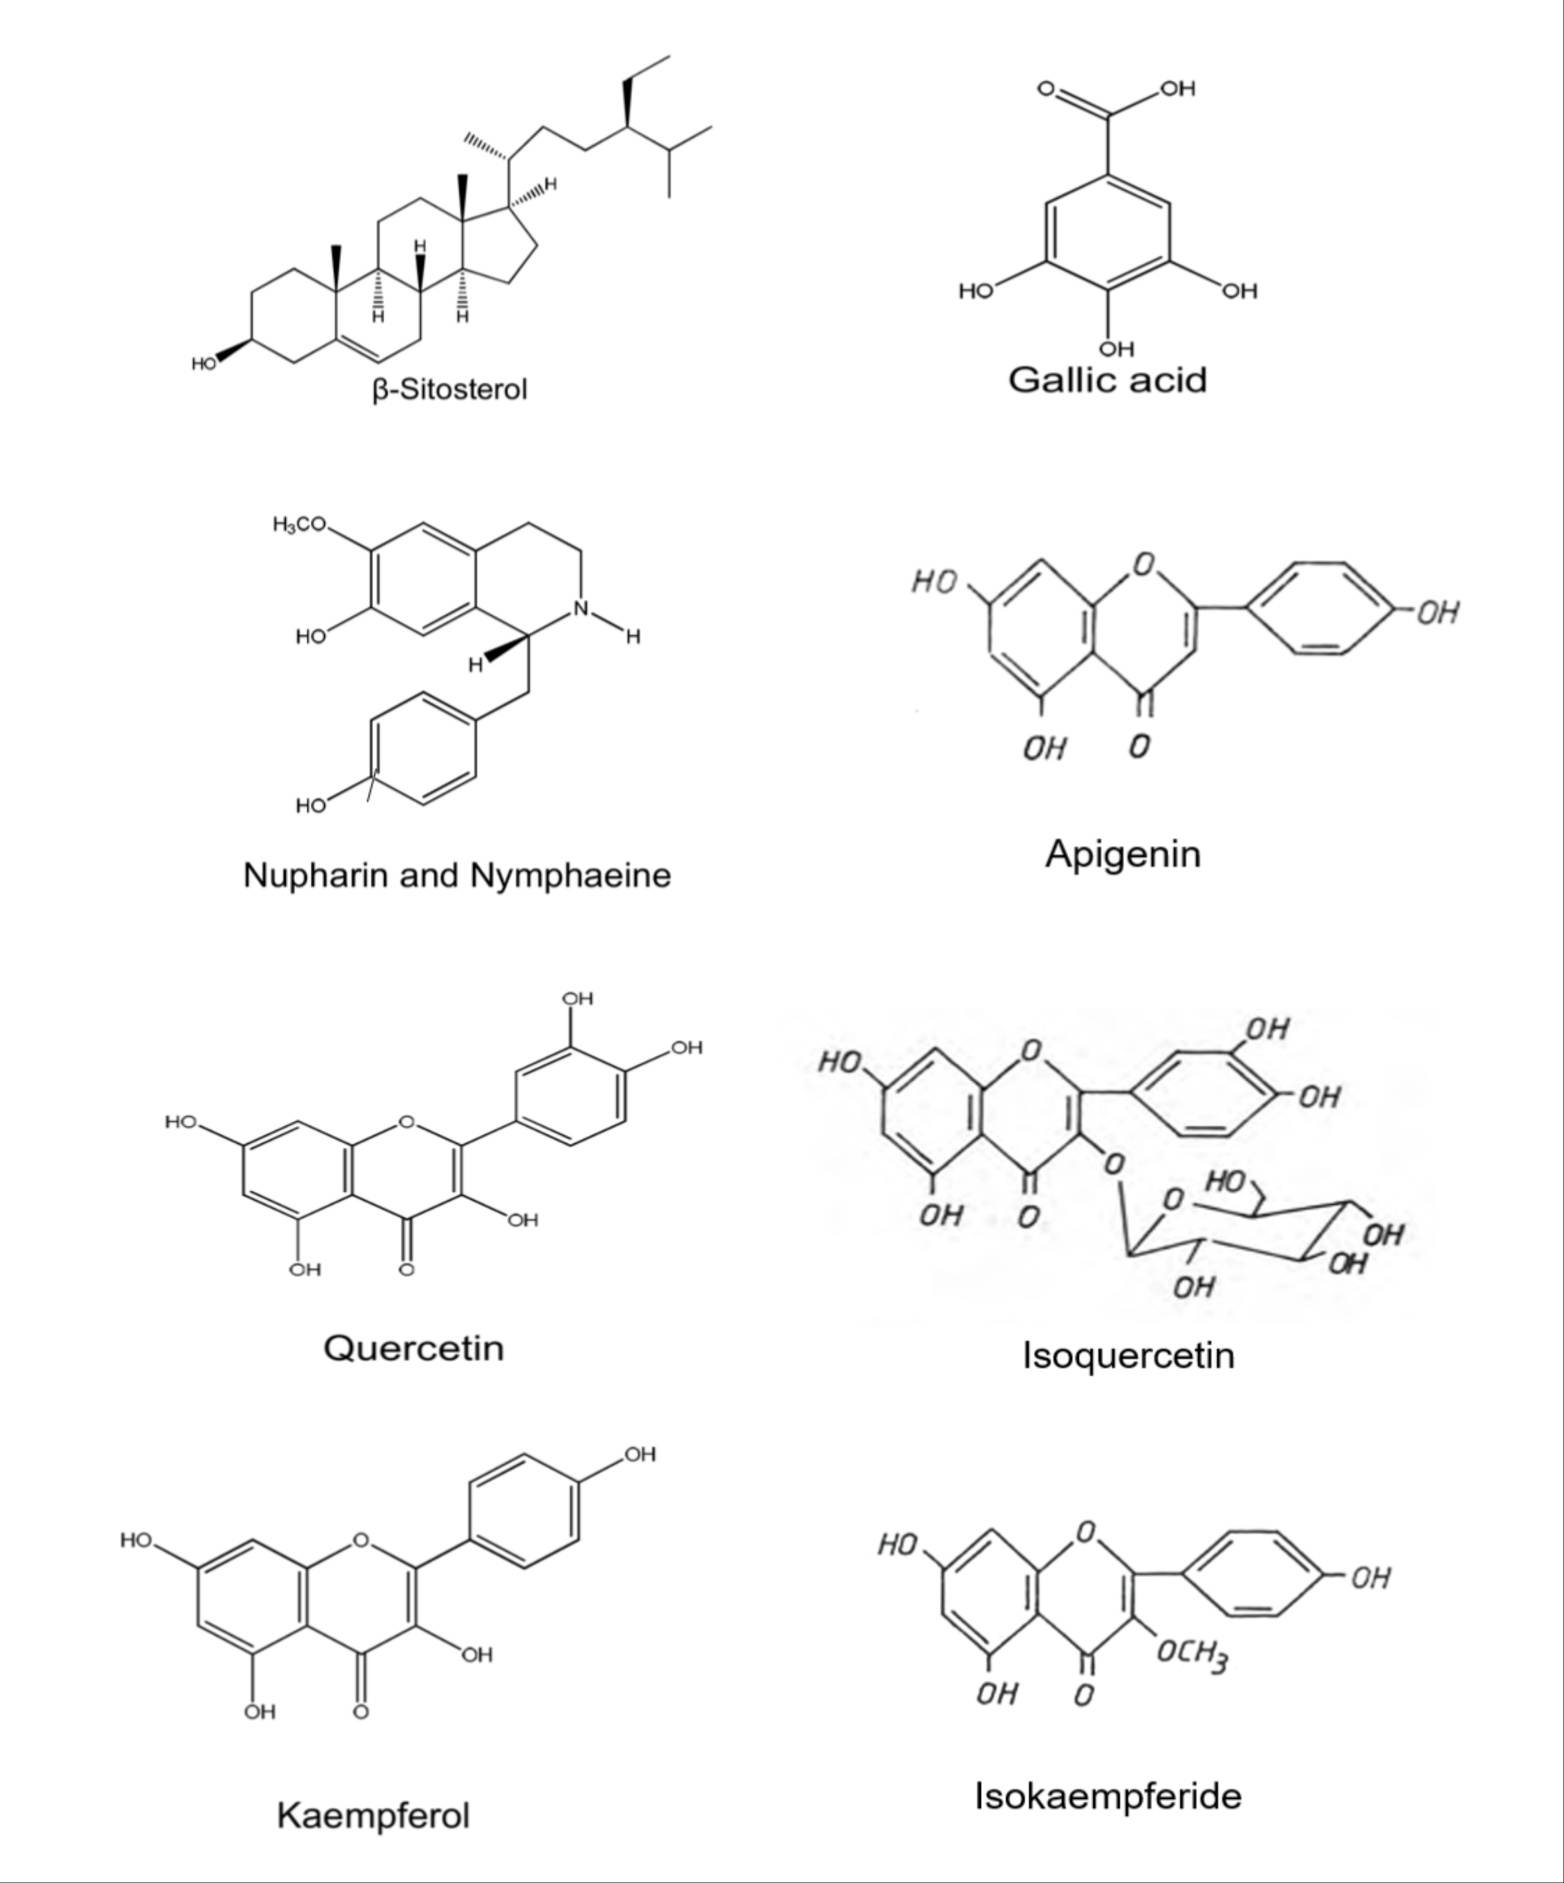 O
OH
HO
OH
OH
H
H
H
H
HO
β-Sitosterol
Gallic acid
H₃CO
HO
N
H
H
HO
Nupharin and Nymphaeine
HO
O
OH
OH
O
Apigenin
OH
OH
HO
O
OH
OH
O
Quercetin
OH
HO
O
OH
O
HO
O
OH
O
OH
OH
OH
Isoquercetin
OH
HO
O
OH
OH
O
Kaempferol
HO
O
OH
OCH₃
OH
O
Isokaempferide